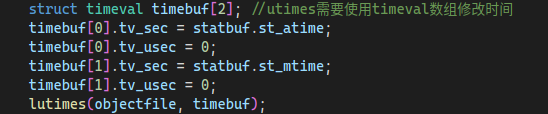 struct timeval timebuf[2]; //utimes需要使用timeval数组修改时间
timebuf[0].tv_sec = statbuf.st_atime;
timebuf[0].tv_usec = 0;
timebuf[1].tv_sec = statbuf.st_mtime;
timebuf[1].tv_usec = 0;
lutimes(objectfile, timebuf);